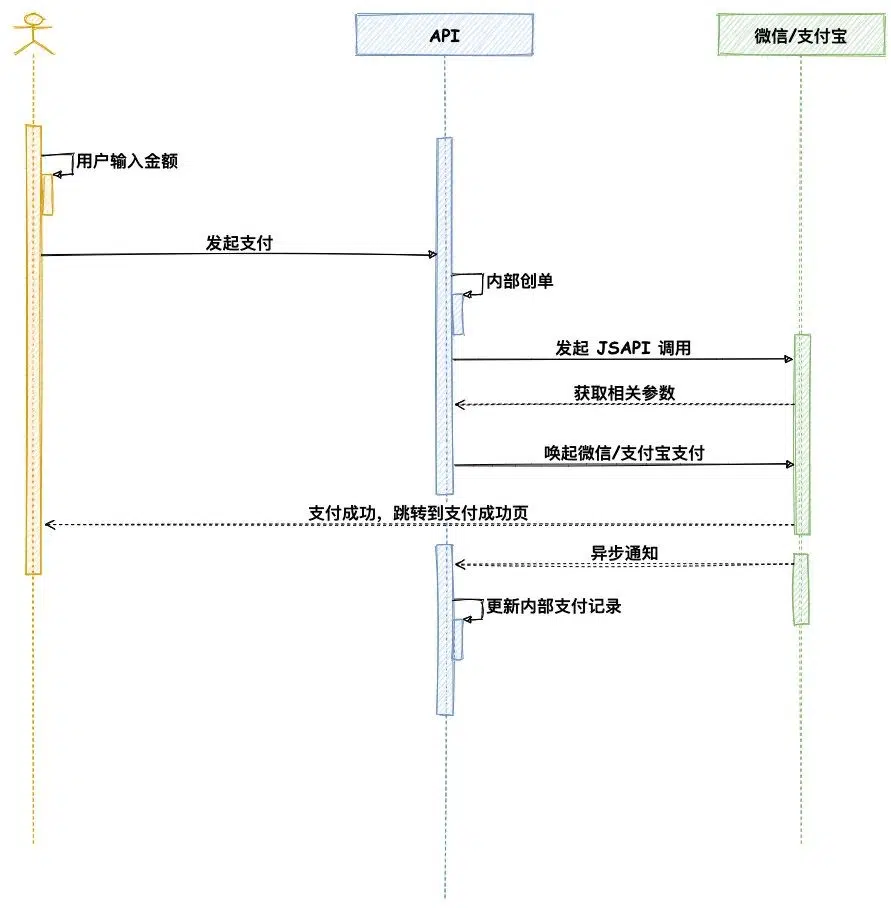 API
微信/支付宝
用户输入金额
发起支付
内部创单
发起 JSAPI 调用
获取相关参数
唤起微信/支付宝支付
支付成功，跳转到支付成功页
异步通知
更新内部支付记录